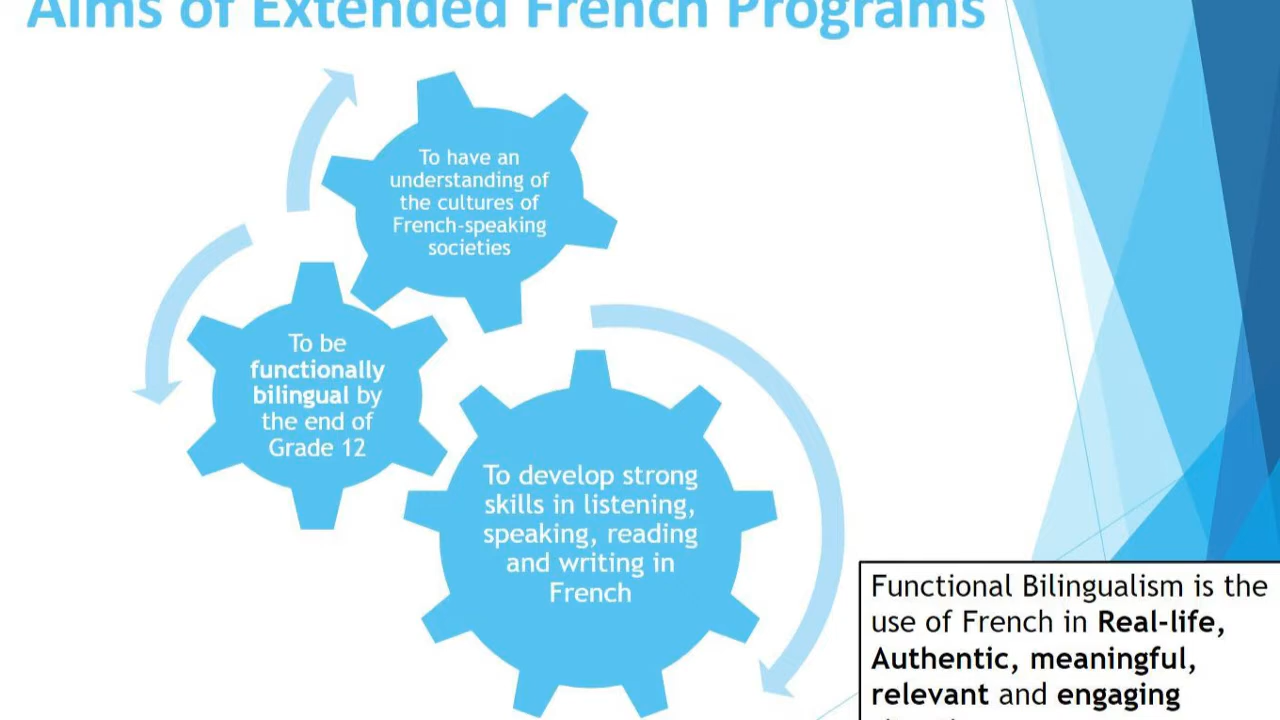 Aims of Extended French Programs
To have an
understanding of
the cultures of
French-speaking
societies
To be
functionally
bilingual by
the end of
Grade 12
To develop strong
skills in listening,
speaking, reading
and writing in
French
Functional Bilingualism is the
use of French in Real-life,
Authentic, meaningful,
relevant and engaging